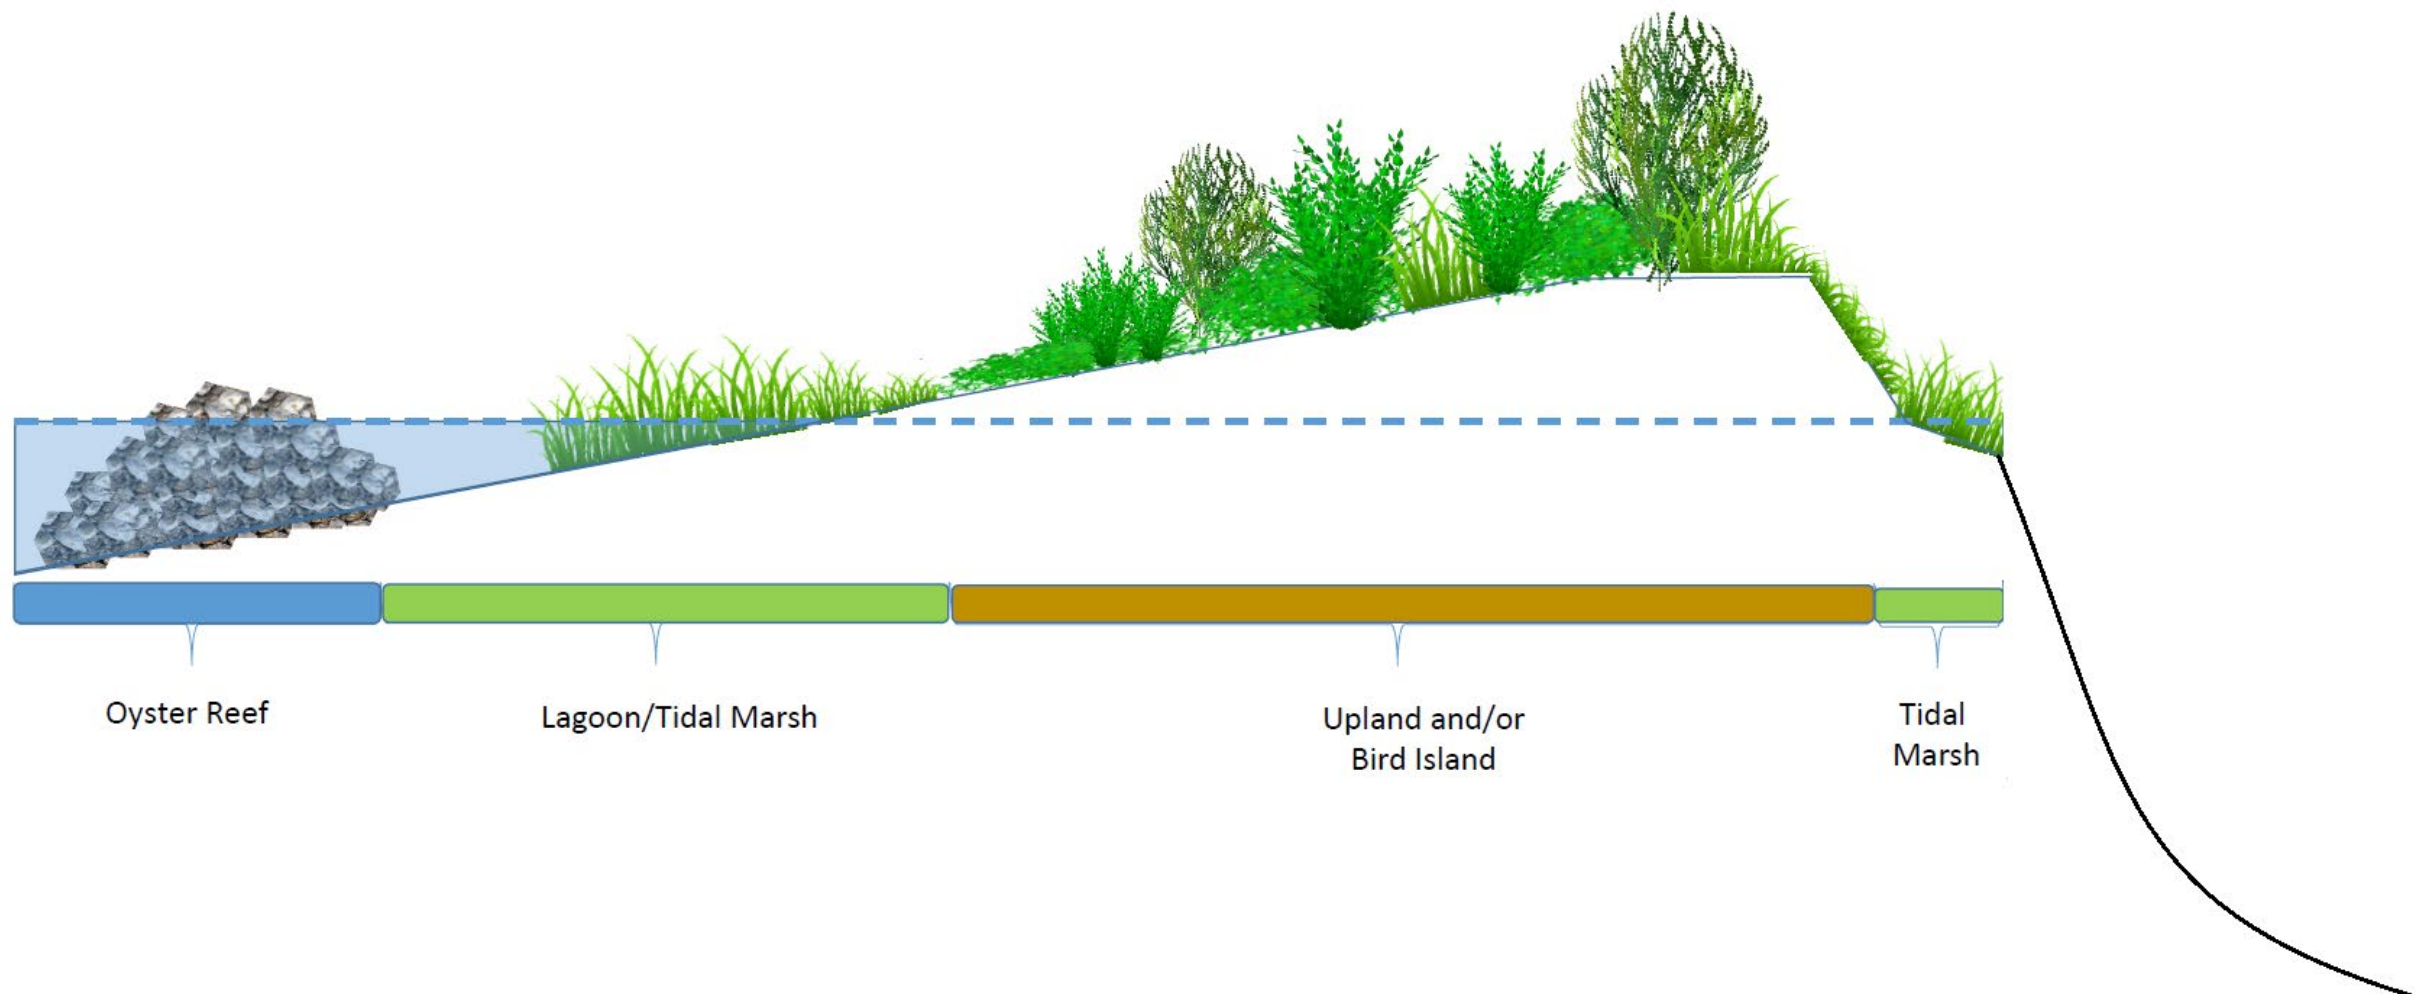 Oyster Reef
Lagoon/Tidal Marsh
Upland and/or
Bird Island
Tidal
Marsh